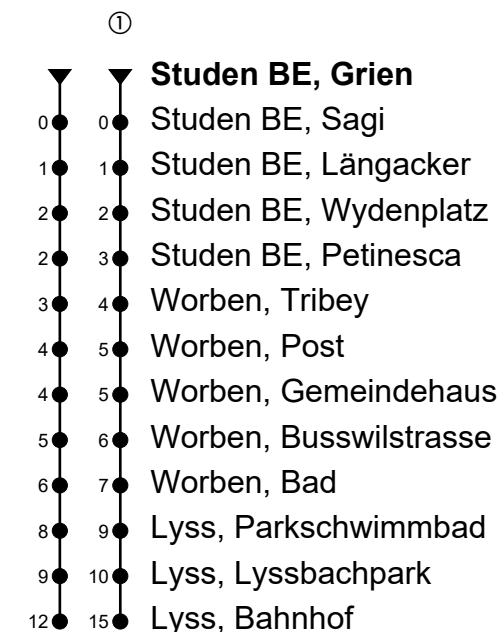 ①
Studen BE, Grien
0 0 Studen BE, Sagi
1 1 Studen BE, Längacker
2 2 Studen BE, Wydenplatz
2 3 Studen BE, Petinesca
3 4 Worben, Tribey
4 5 Worben, Post
4 5 Worben, Gemeindehaus
5 6 Worben, Busswilstrasse
6 7 Worben, Bad
8 9 Lyss, Parkschwimmbad
9 10 Lyss, Lyssbachpark
12 15 Lyss, Bahnhof